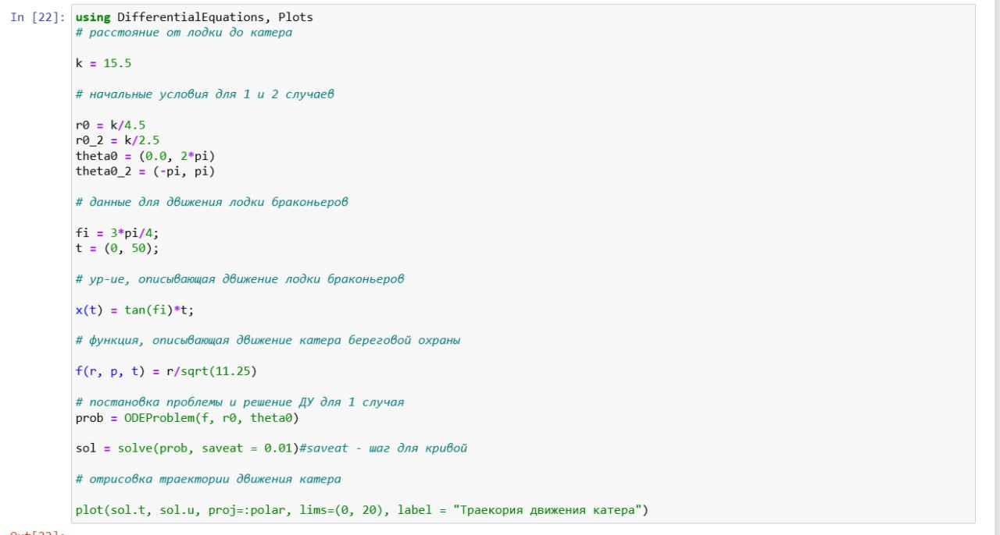 In [22]: using DifferentialEquations, Plots
# расстояние от лодки до катера
k = 15.5
# начальные условия для 1 и 2 случаев
r0 = k/4.5
r0_2 = k/2.5
theta0 = (0.0, 2*pi)
theta0_2 = (-pi, pi)
# данные для движения лодки браконьеров
fi = 3*pi/4;
t = (0, 50);
# ур-ие, описывающая движение лодки браконьеров
x(t) = tan(fi)*t;
# функция, описывающая движение катера береговой охраны
f(r, p, t) = r/sqrt(11.25)
# постановка проблемы и решение ДУ для 1 случая
prob = ODEProblem(f, r0, theta0)
sol = solve(prob, saveat = 0.01)#saveat - шаг для кривой
# отрисовка траектории движения катера
plot(sol.t, sol.u, proj=:polar, lims=(0, 20), label = "Траекория движения катера")